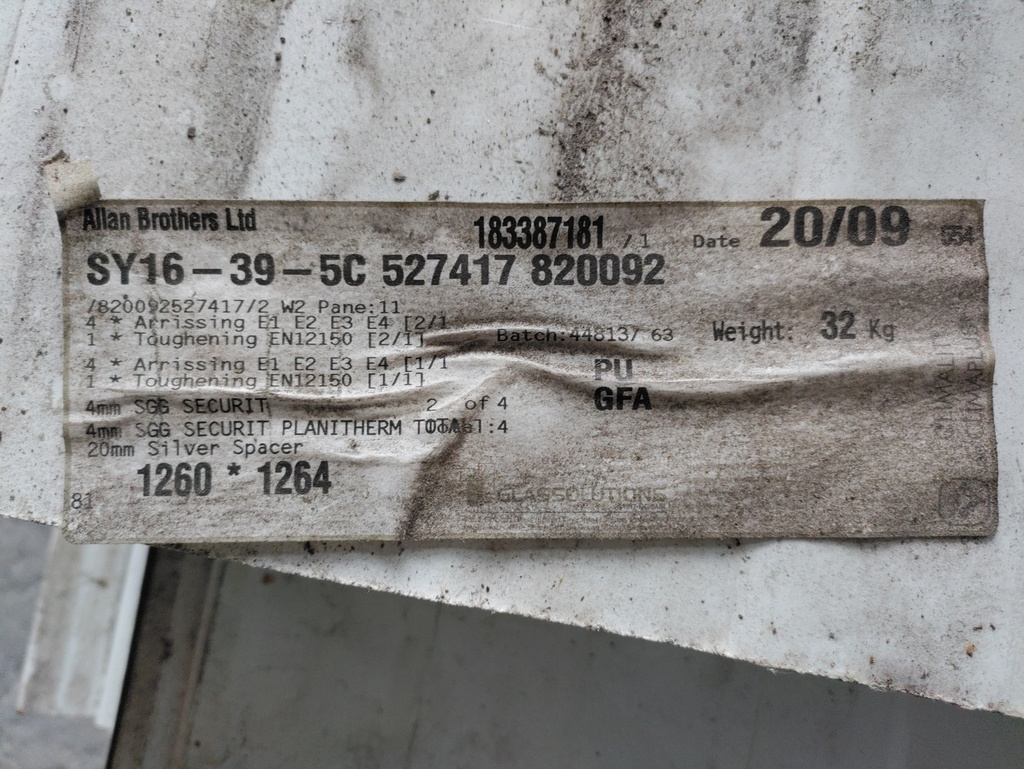 Allan Brothers Ltd 183387181 /1 Date 20/09 554
SY16-39-5C 527417 820092
/820092527417/2 W2 Pane:11
4 * Arrissing E1 E2 E3 E4 [2/1
1 * Toughening EN12150 [2/1] Batch:44813/ 63 Weight: 32 Kg
4 * Arrissing E1 E2 E3 E4 [1/1 PU
1 * Toughening EN12150 [1/1]
4mm SGG SECURIT 2 of 4 GFA
4mm SGG SECURIT PLANITHERM :4
20mm Silver Spacer
1260 * 1264
81 GLASSOLUTIONS